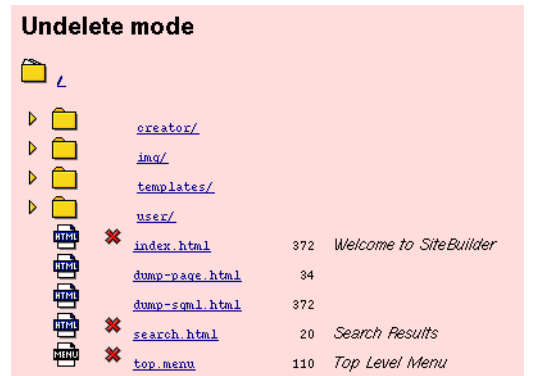 Undelete mode
/
creator/
img/
templates/
user/
HTML index.html 372 Welcome to SiteBuilder
HTML dump-page.html 34
HTML dump-sgml.html 372
HTML search.html 20 Search Results
MENU top.menu 110 Top Level Menu